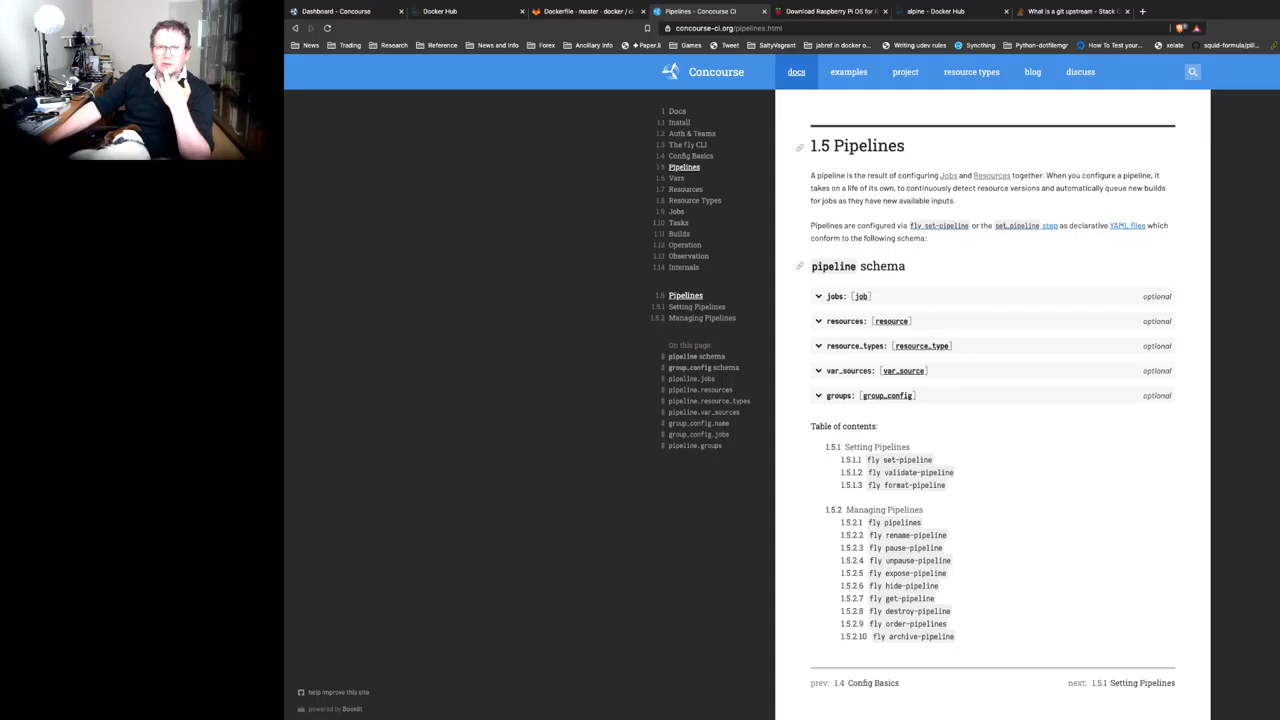 Dashboard - Concourse
Docker Hub
Dockerfile · master · docker / ci
Pipelines - Concourse CI
Download Raspberry Pi OS for R
alpine - Docker Hub
What is a git upstream - Stack O
concourse-ci.org/pipelines.html
News
Trading
Research
Reference
News and Info
Forex
Ancillary Info
Paper.li
Games
Tweet
SaltyVagrant
jabref in docker o
Writing udev rules
Syncthing
Python-dotfilemgr
How To Test your...
xelate
squid-formula/pill...
Concourse
docs
examples
project
resource types
blog
discuss
1 Docs
1.1 Install
1.2 Auth & Teams
1.3 The fly CLI
1.4 Config Basics
1.5 Pipelines
1.6 Vars
1.7 Resources
1.8 Resource Types
1.9 Jobs
1.10 Tasks
1.11 Builds
1.12 Operation
1.13 Observation
1.14 Internals
1.5 Pipelines
1.5.1 Setting Pipelines
1.5.2 Managing Pipelines
On this page:
pipeline schema
group_config schema
pipeline.jobs
pipeline.resources
pipeline.resource_types
pipeline.var_sources
group_config.name
group_config.jobs
pipeline.groups
help improve this site
powered by Booklit
1.5 Pipelines
A pipeline is the result of configuring Jobs and Resources together. When you configure a pipeline, it
takes on a life of its own, to continuously detect resource versions and automatically queue new builds
for jobs as they have new available inputs.
Pipelines are configured via fly set-pipeline or the set_pipeline step as declarative YAML files which
conform to the following schema:
pipeline schema
jobs: [job] optional
resources: [resource] optional
resource_types: [resource_type] optional
var_sources: [var_source] optional
groups: [group_config] optional
Table of contents:
1.5.1 Setting Pipelines
1.5.1.1 fly set-pipeline
1.5.1.2 fly validate-pipeline
1.5.1.3 fly format-pipeline
1.5.2 Managing Pipelines
1.5.2.1 fly pipelines
1.5.2.2 fly rename-pipeline
1.5.2.3 fly pause-pipeline
1.5.2.4 fly unpause-pipeline
1.5.2.5 fly expose-pipeline
1.5.2.6 fly hide-pipeline
1.5.2.7 fly get-pipeline
1.5.2.8 fly destroy-pipeline
1.5.2.9 fly order-pipelines
1.5.2.10 fly archive-pipeline
prev: 1.4 Config Basics
next: 1.5.1 Setting Pipelines